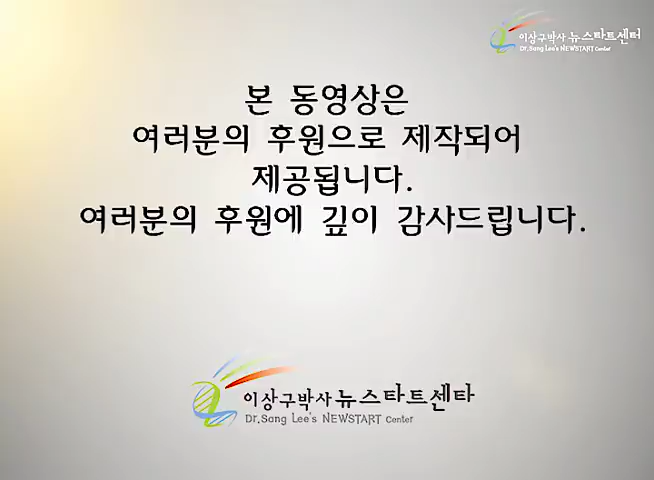 이상구박사 뉴스타트센터
Dr.Sang Lee's NEWSTART Center
본 동영상은
여러분의 후원으로 제작되어
제공됩니다.
여러분의 후원에 깊이 감사드립니다.
이상구박사 뉴스타트센타
Dr.Sang Lee's NEWSTART Center